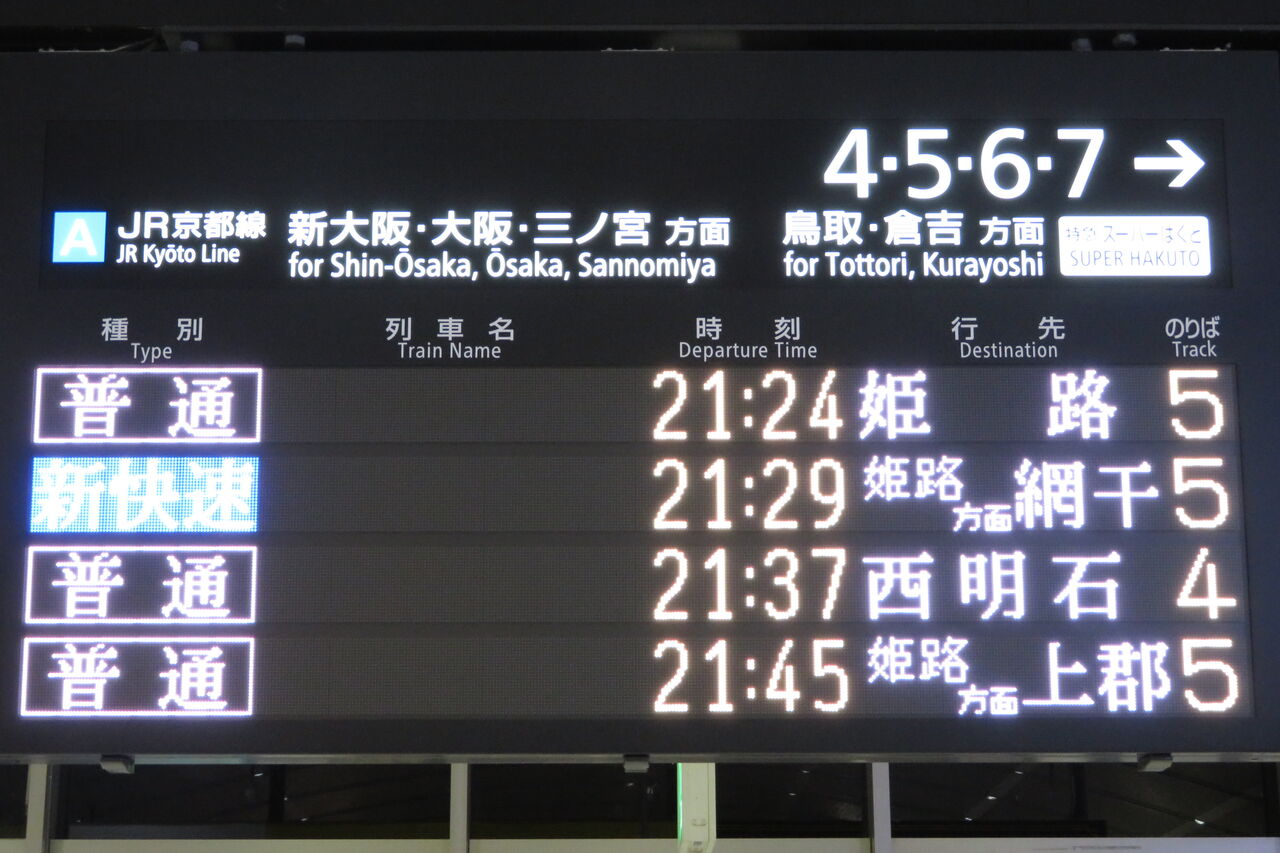 4・5・6・7 →
A JR京都線 新大阪・大阪・三ノ宮 方面 鳥取・倉吉 方面 特急 スーパーはくと
JR Kyōto Line for Shin-Ōsaka, Ōsaka, Sannomiya for Tottori, Kurayoshi SUPER HAKUTO
種別 列車名 時刻 行先 のりば
Type Train Name Departure Time Destination Track
普通 21:24 姫路 5
新快速 21:29 姫路方面網干 5
普通 21:37 西明石 4
普通 21:45 姫路方面上郡 5